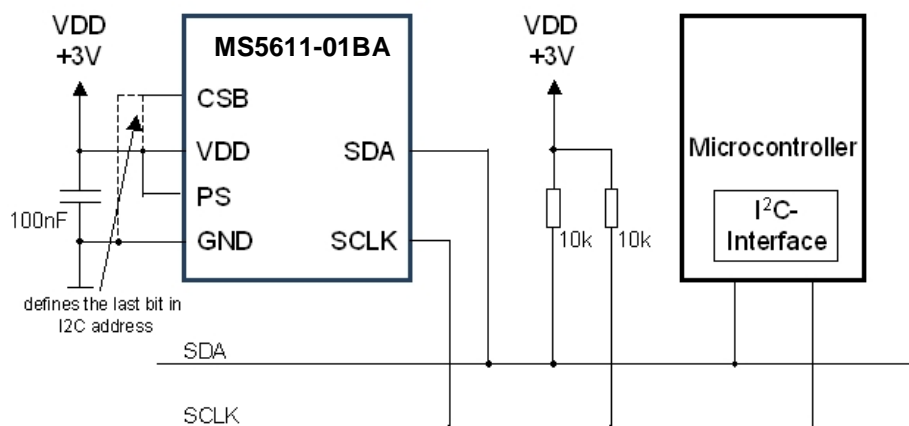 VDD
+3V
MS5611-01BA
CSB
VDD
PS
GND
SDA
SCLK
100nF
defines the last bit in
I2C address
VDD
+3V
10k
10k
Microcontroller
I²C-
Interface
SDA
SCLK